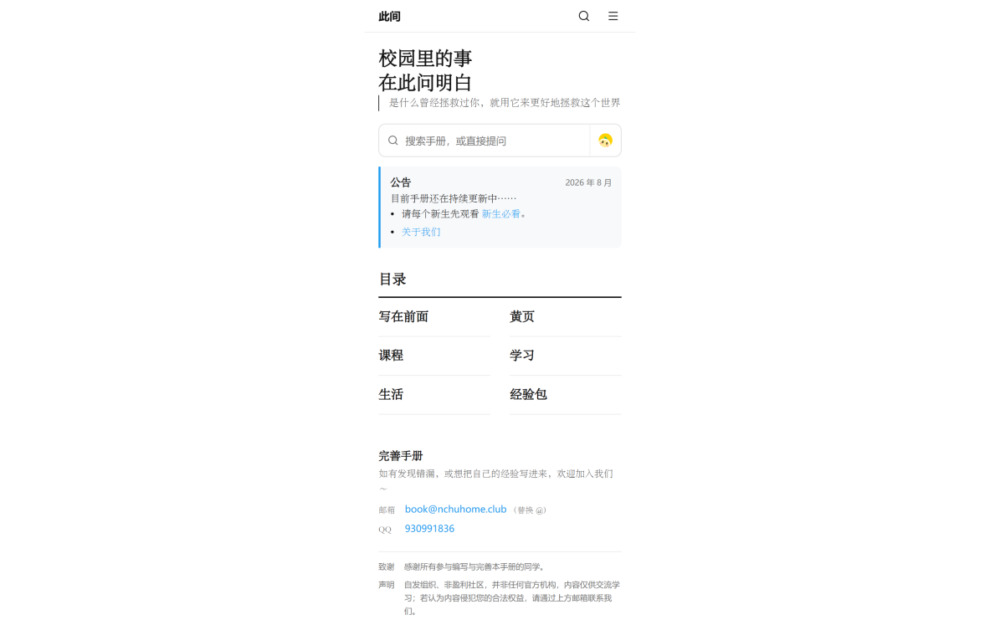 此间
校园里的事
在此间明白
是什么曾经拯救过你，就用它来更好地拯救这个世界
搜索手册，或直接提问
公告 2026 年 8 月
目前手册还在持续更新中……
• 请每个新生先观看 新生必看。
• 关于我们
目录
写在前面 黄页
课程 学习
生活 经验包
完善手册
如有发现错漏，或想把自己的经验写进来，欢迎加入我们
～
邮箱 book@nchuhome.club （替换 @）
QQ 930991836
致谢 感谢所有参与编写与完善本手册的同学。
声明 自发组织、非盈利社区，并非任何官方机构，内容仅供交流学
习；若认为内容侵犯您的合法权益，请通过上方邮箱联系我
们。